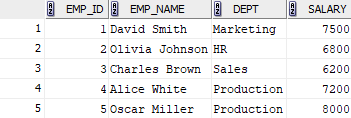 EMP_ID EMP_NAME DEPT SALARY
1 1 David Smith Marketing 7500
2 2 Olivia Johnson HR 6800
3 3 Charles Brown Sales 6200
4 4 Alice White Production 7200
5 5 Oscar Miller Production 8000